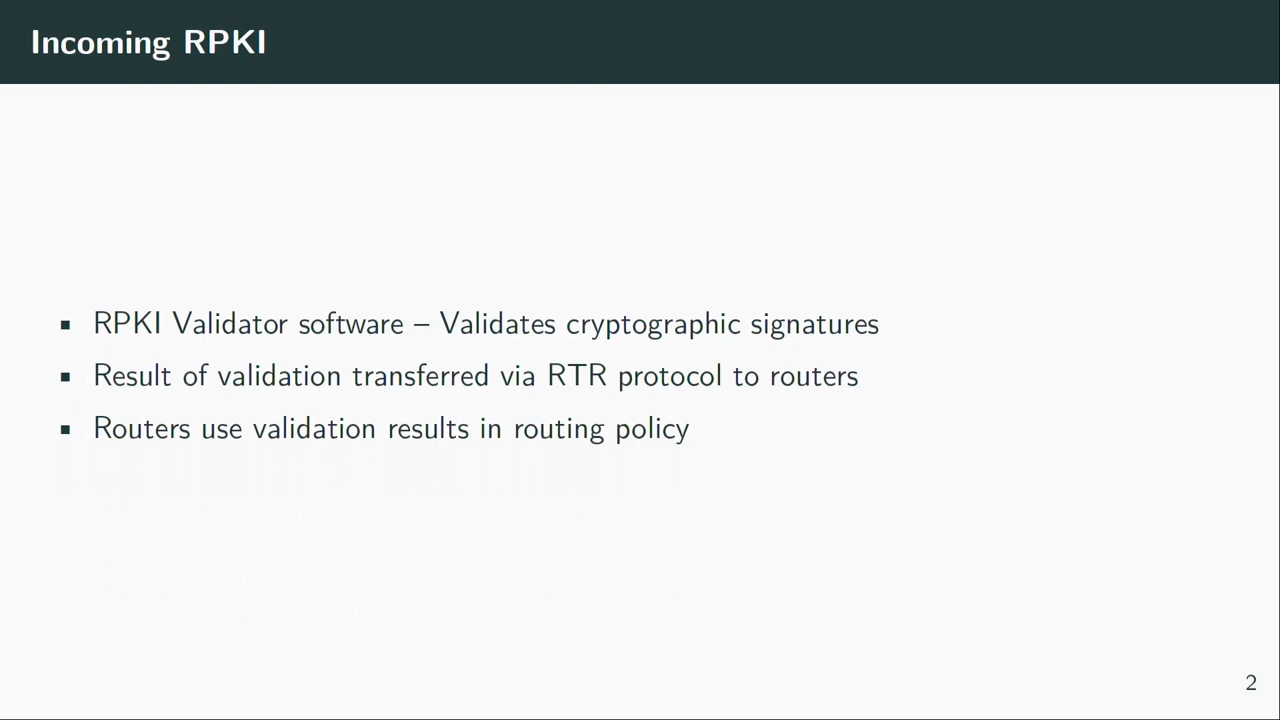 Incoming RPKI
▪ RPKI Validator software – Validates cryptographic signatures
▪ Result of validation transferred via RTR protocol to routers
▪ Routers use validation results in routing policy
2